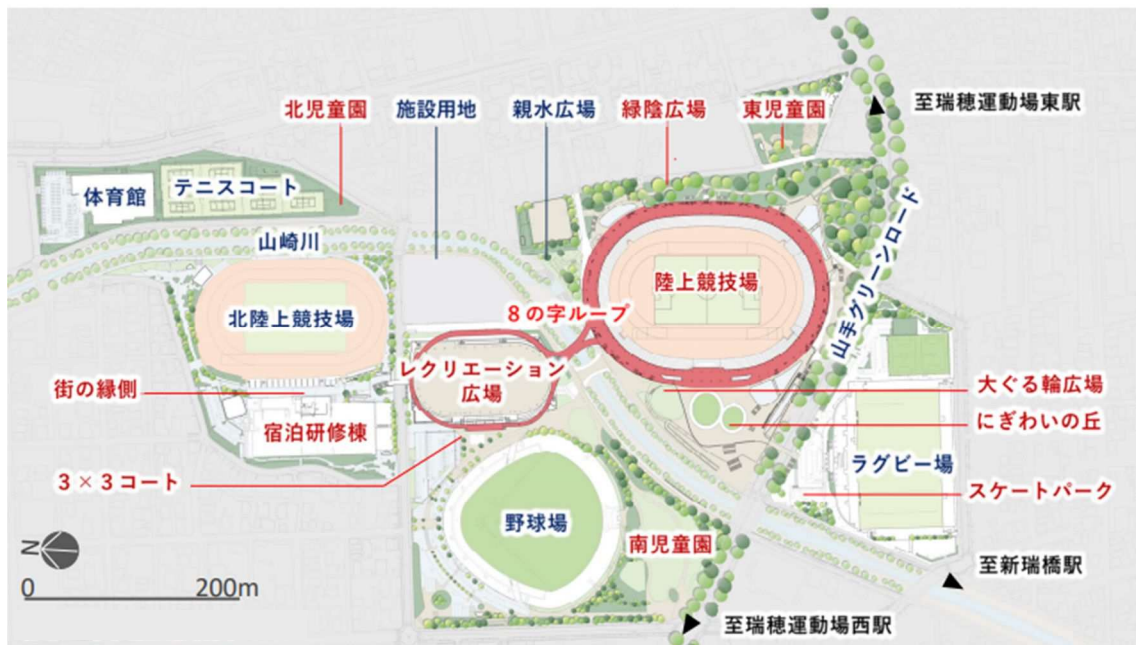 至瑞穂運動場東駅
北児童園
施設用地
親水広場
緑陰広場
東児童園
体育館
テニスコート
山崎川
山手グリーンロード
陸上競技場
北陸上競技場
8の字ループ
レクリエーション
広場
街の縁側
大ぐる輪広場
宿泊研修棟
にぎわいの丘
ラグビー場
3×3コート
スケートパーク
野球場
南児童園
N
至新瑞橋駅
0
200m
至瑞穂運動場西駅